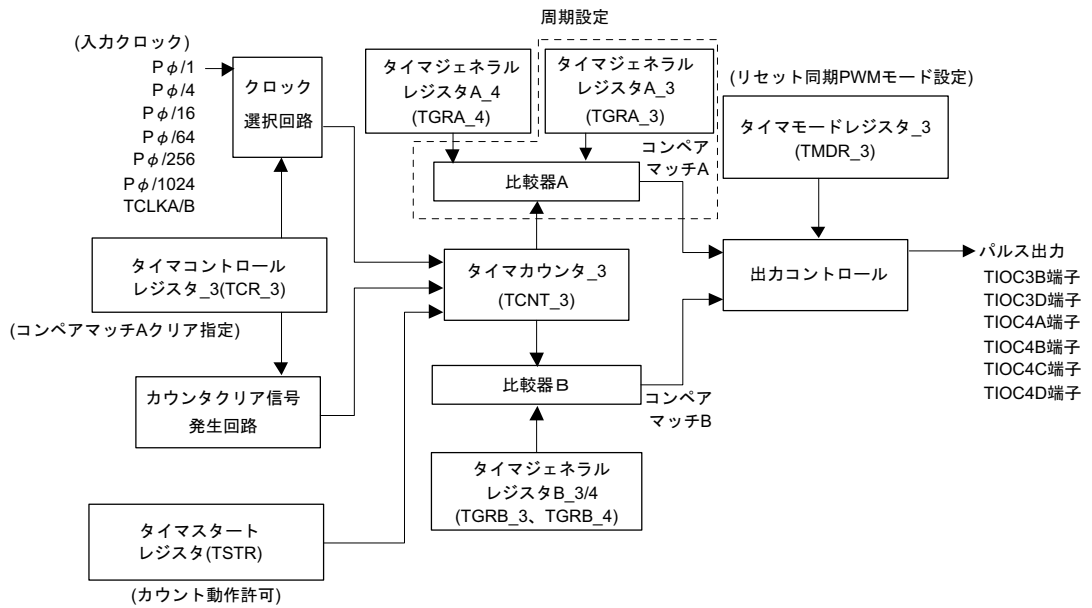 周期設定
(入力クロック)
Pφ/1
Pφ/4
Pφ/16
Pφ/64
Pφ/256
Pφ/1024
TCLKA/B
クロック
選択回路
タイマジェネラル
レジスタA_4
(TGRA_4)
タイマジェネラル
レジスタA_3
(TGRA_3)
コンペア
マッチA
比較器A
(リセット同期PWMモード設定)
タイマモードレジスタ_3
(TMDR_3)
タイマコントロール
レジスタ_3(TCR_3)
(コンペアマッチAクリア指定)
タイマカウンタ_3
(TCNT_3)
出力コントロール
パルス出力
TIOC3B端子
TIOC3D端子
TIOC4A端子
TIOC4B端子
TIOC4C端子
TIOC4D端子
カウンタクリア信号
発生回路
比較器B
コンペア
マッチB
タイマジェネラル
レジスタB_3/4
(TGRB_3、TGRB_4)
タイマスタート
レジスタ(TSTR)
(カウント動作許可)